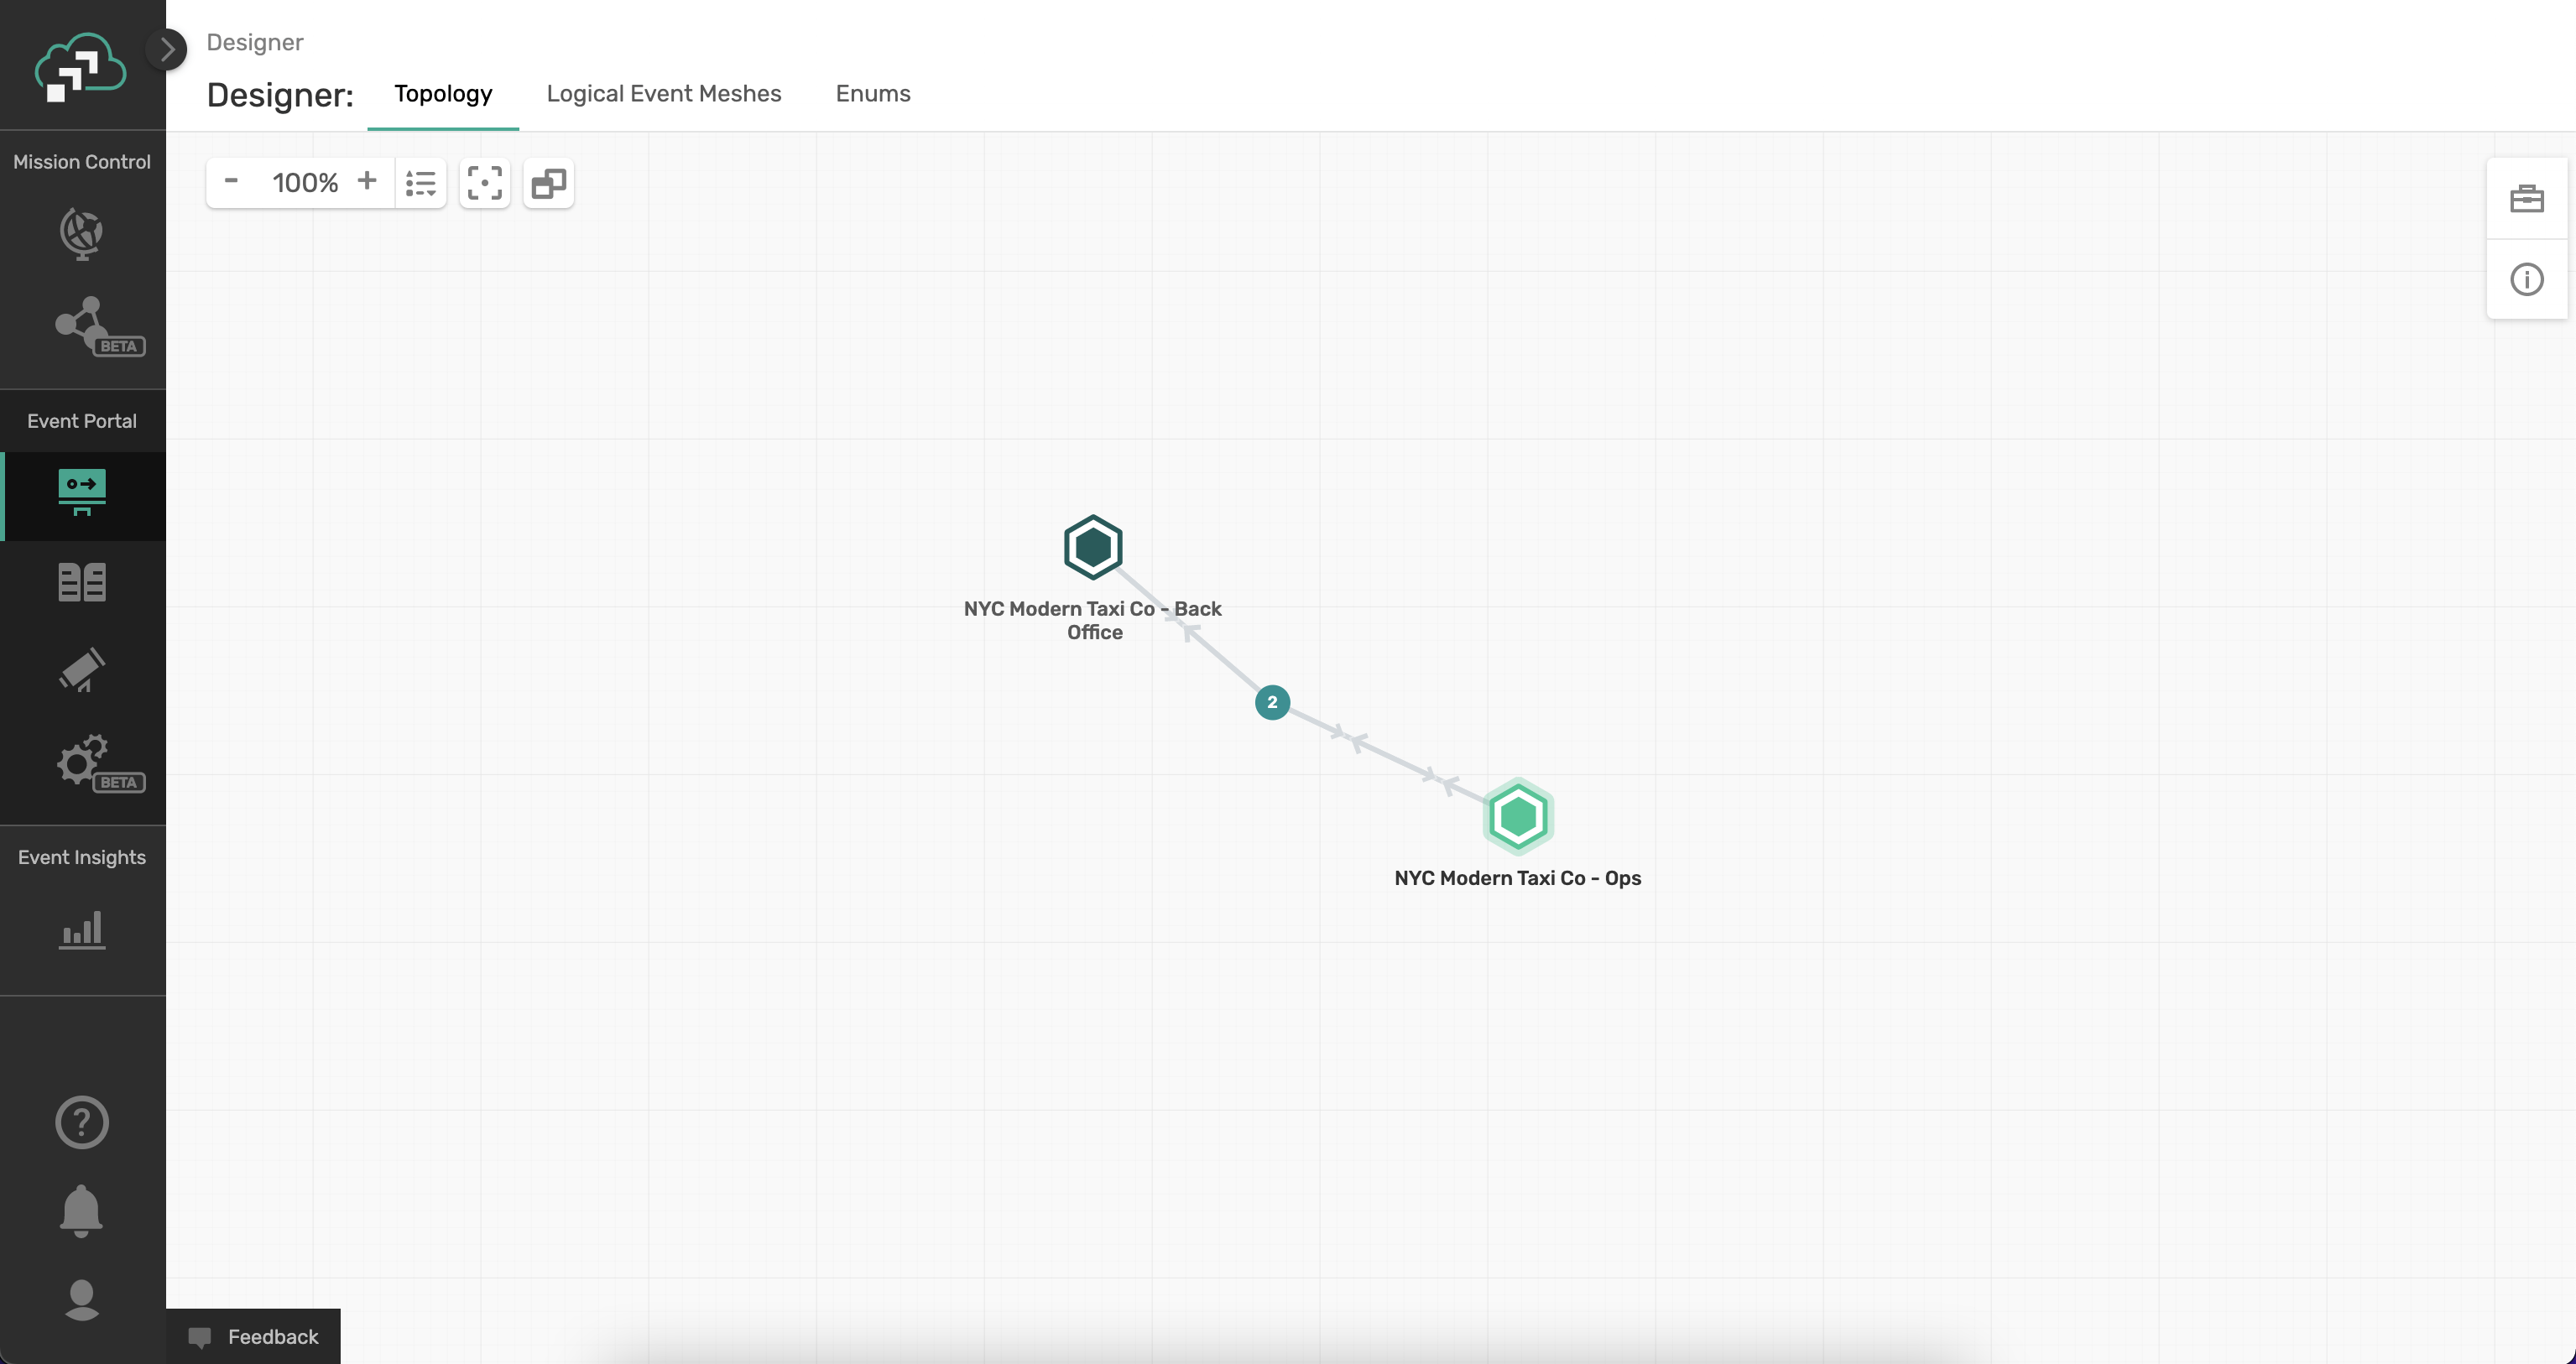 Designer
Designer:
Topology
Logical Event Meshes
Enums
- 100% +
Mission Control
BETA
Event Portal
BETA
Event Insights
NYC Modern Taxi Co - Back
Office
2
NYC Modern Taxi Co - Ops
Feedback